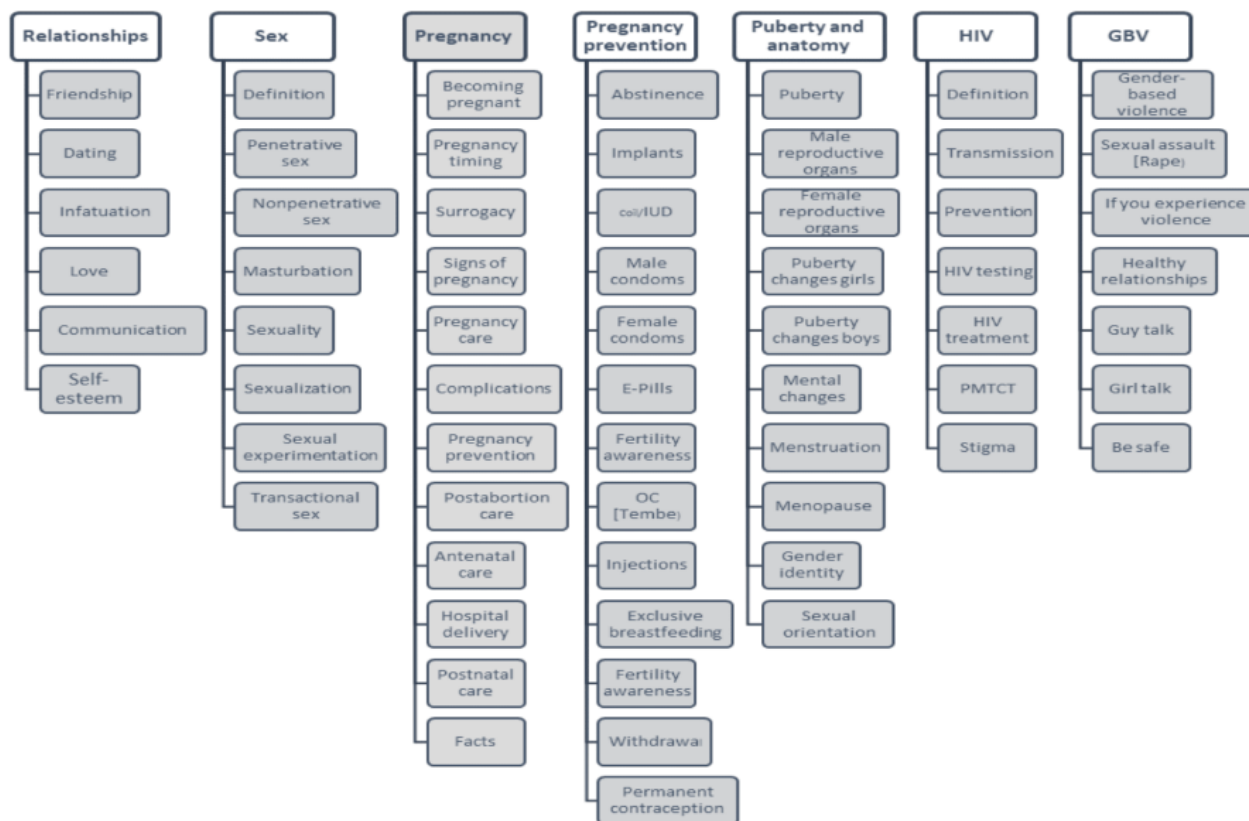 Relationships
Friendship
Dating
Infatuation
Love
Communication
Self-
esteem
Sex
Definition
Penetrative
sex
Nonpenetrative
sex
Masturbation
Sexuality
Sexualization
Sexual
experimentation
Transactional
sex
Pregnancy
Becoming
pregnant
Pregnancy
timing
Surrogacy
Signs of
pregnancy
Pregnancy
care
Complications
Pregnancy
prevention
Postabortion
care
Antenatal
care
Hospital
delivery
Postnatal
care
Facts
Pregnancy
prevention
Abstinence
Implants
coil/IUD
Male
condoms
Female
condoms
E-Pills
Fertility
awareness
OC
[Tembe)
Injections
Exclusive
breastfeeding
Fertility
awareness
Withdrawal
Permanent
contraception
Puberty and
anatomy
Puberty
Male
reproductive
organs
Female
reproductive
organs
Puberty
changes girls
Puberty
changes boys
Mental
changes
Menstruation
Menopause
Gender
identity
Sexual
orientation
HIV
Definition
Transmission
Prevention
HIV testing
HIV
treatment
PMTCT
Stigma
GBV
Gender-
based
violence
Sexual assault
[Rape)
If you experience
violence
Healthy
relationships
Guy talk
Girl talk
Be safe